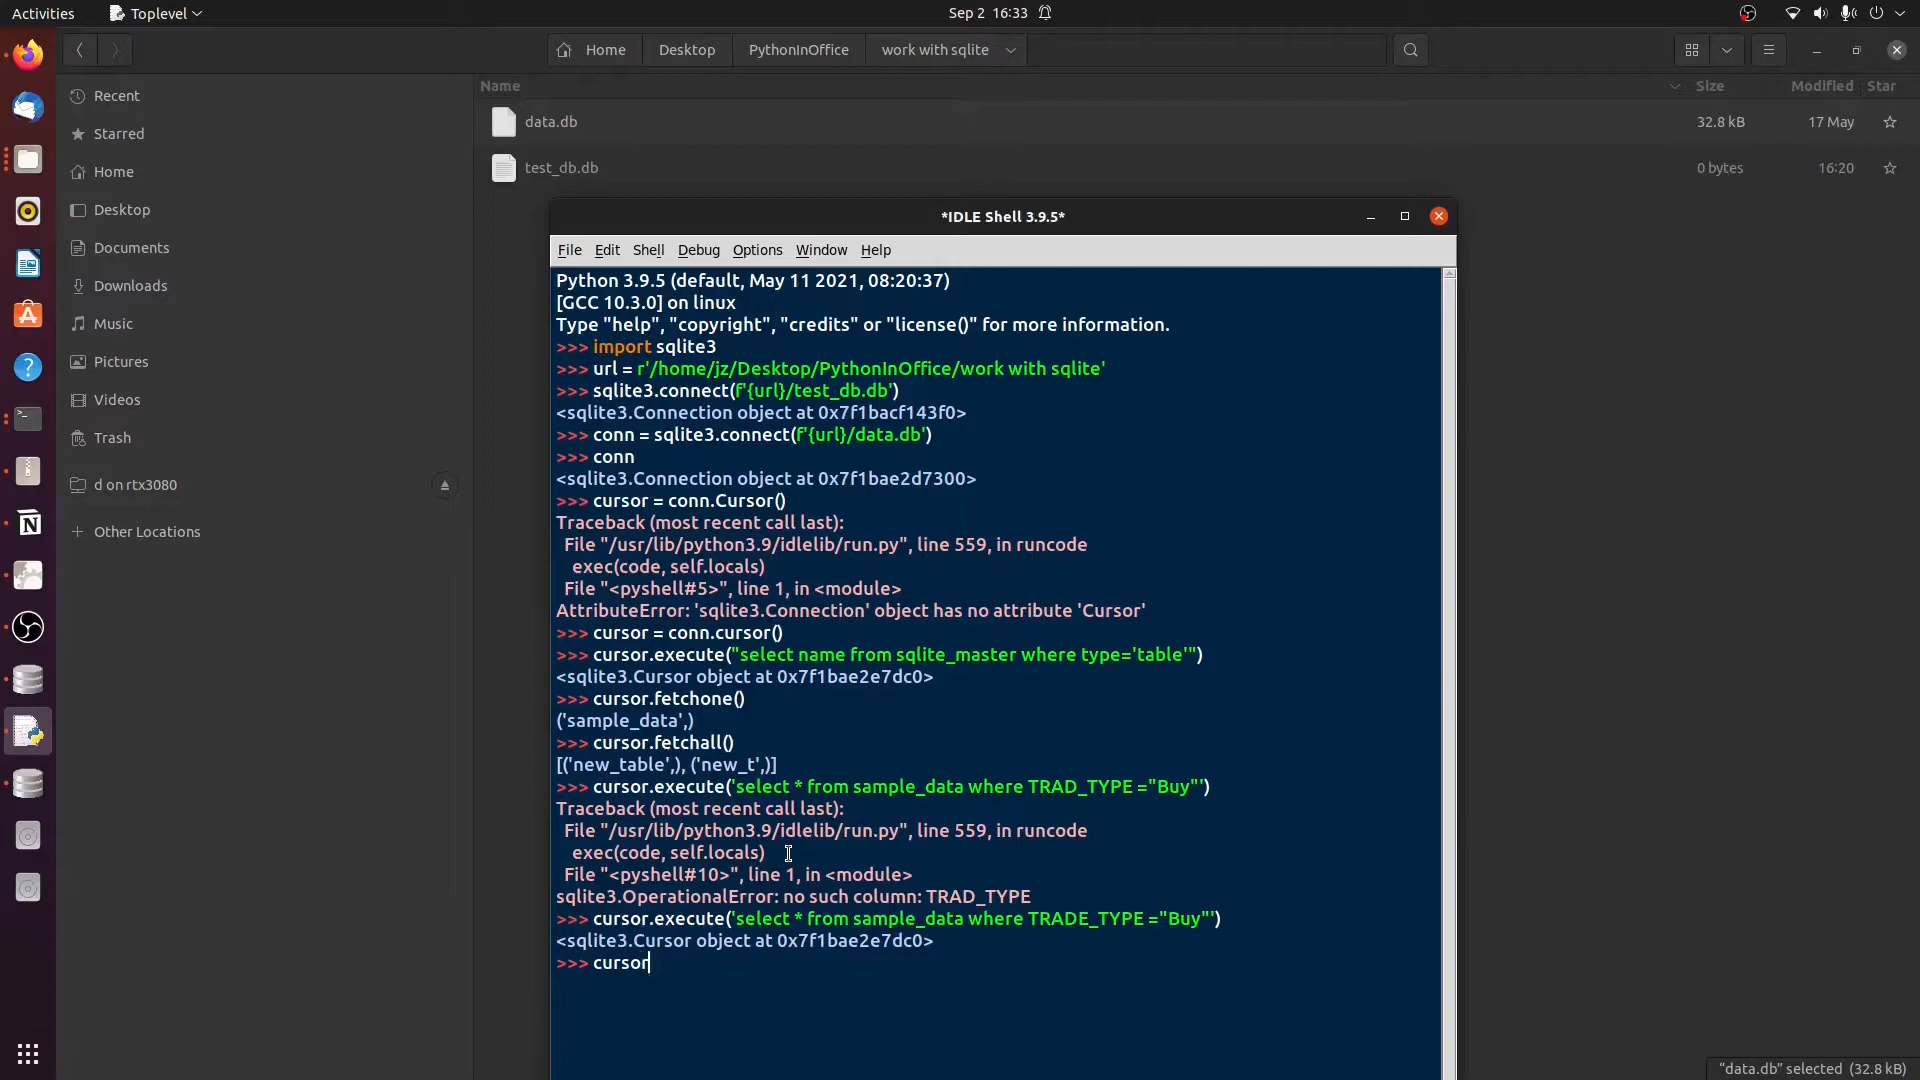 Activities
Toplevel
Sep 2 16:33
Home
Desktop
PythonInOffice
work with sqlite
Name
Size
Modified
Star
data.db
32.8 kB
17 May
test_db.db
0 bytes
16:20
Recent
Starred
Home
Desktop
Documents
Downloads
Music
Pictures
Videos
Trash
d on rtx3080
Other Locations
*IDLE Shell 3.9.5*
File Edit Shell Debug Options Window Help
Python 3.9.5 (default, May 11 2021, 08:20:37)
[GCC 10.3.0] on linux
Type "help", "copyright", "credits" or "license()" for more information.
>>> import sqlite3
>>> url = r'/home/jz/Desktop/PythonInOffice/work with sqlite'
>>> sqlite3.connect(f'{url}/test_db.db')
<sqlite3.Connection object at 0x7f1bacf143f0>
>>> conn = sqlite3.connect(f'{url}/data.db')
>>> conn
<sqlite3.Connection object at 0x7f1bae2d7300>
>>> cursor = conn.Cursor()
Traceback (most recent call last):
File "/usr/lib/python3.9/idlelib/run.py", line 559, in runcode
exec(code, self.locals)
File "<pyshell#5>", line 1, in <module>
AttributeError: 'sqlite3.Connection' object has no attribute 'Cursor'
>>> cursor = conn.cursor()
>>> cursor.execute("select name from sqlite_master where type='table'")
<sqlite3.Cursor object at 0x7f1bae2e7dc0>
>>> cursor.fetchone()
('sample_data',)
>>> cursor.fetchall()
[('new_table',), ('new_t',)]
>>> cursor.execute('select * from sample_data where TRAD_TYPE ="Buy"')
Traceback (most recent call last):
File "/usr/lib/python3.9/idlelib/run.py", line 559, in runcode
exec(code, self.locals)
File "<pyshell#10>", line 1, in <module>
sqlite3.OperationalError: no such column: TRAD_TYPE
>>> cursor.execute('select * from sample_data where TRADE_TYPE ="Buy"')
<sqlite3.Cursor object at 0x7f1bae2e7dc0>
>>> cursor
"data.db" selected (32.8 kB)